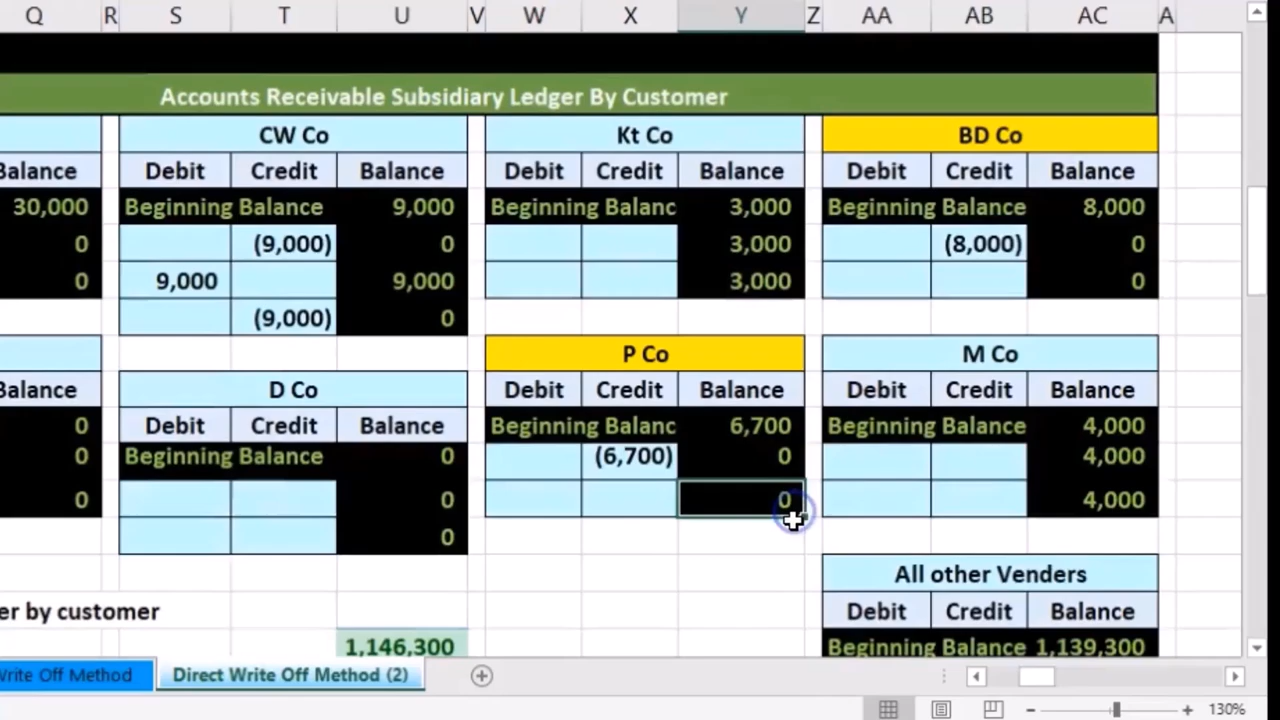 Q R S T U V W X Y Z AA AB AC A
Accounts Receivable Subsidiary Ledger By Customer
CW Co Kt Co BD Co
Balance Debit Credit Balance Debit Credit Balance Debit Credit Balance
30,000 Beginning Balance 9,000 Beginning Balanc 3,000 Beginning Balance 8,000
0 (9,000) 0 3,000 (8,000) 0
0 9,000 9,000 3,000 0
(9,000) 0
P Co M Co
Balance D Co Debit Credit Balance Debit Credit Balance
0 Debit Credit Balance Beginning Balanc 6,700 Beginning Balance 4,000
0 Beginning Balance 0 (6,700) 0 4,000
0 0 0 4,000
0
All other Venders
er by customer Debit Credit Balance
1,146,300 Beginning Balance 1,139,300
Write Off Method Direct Write Off Method (2)
130%